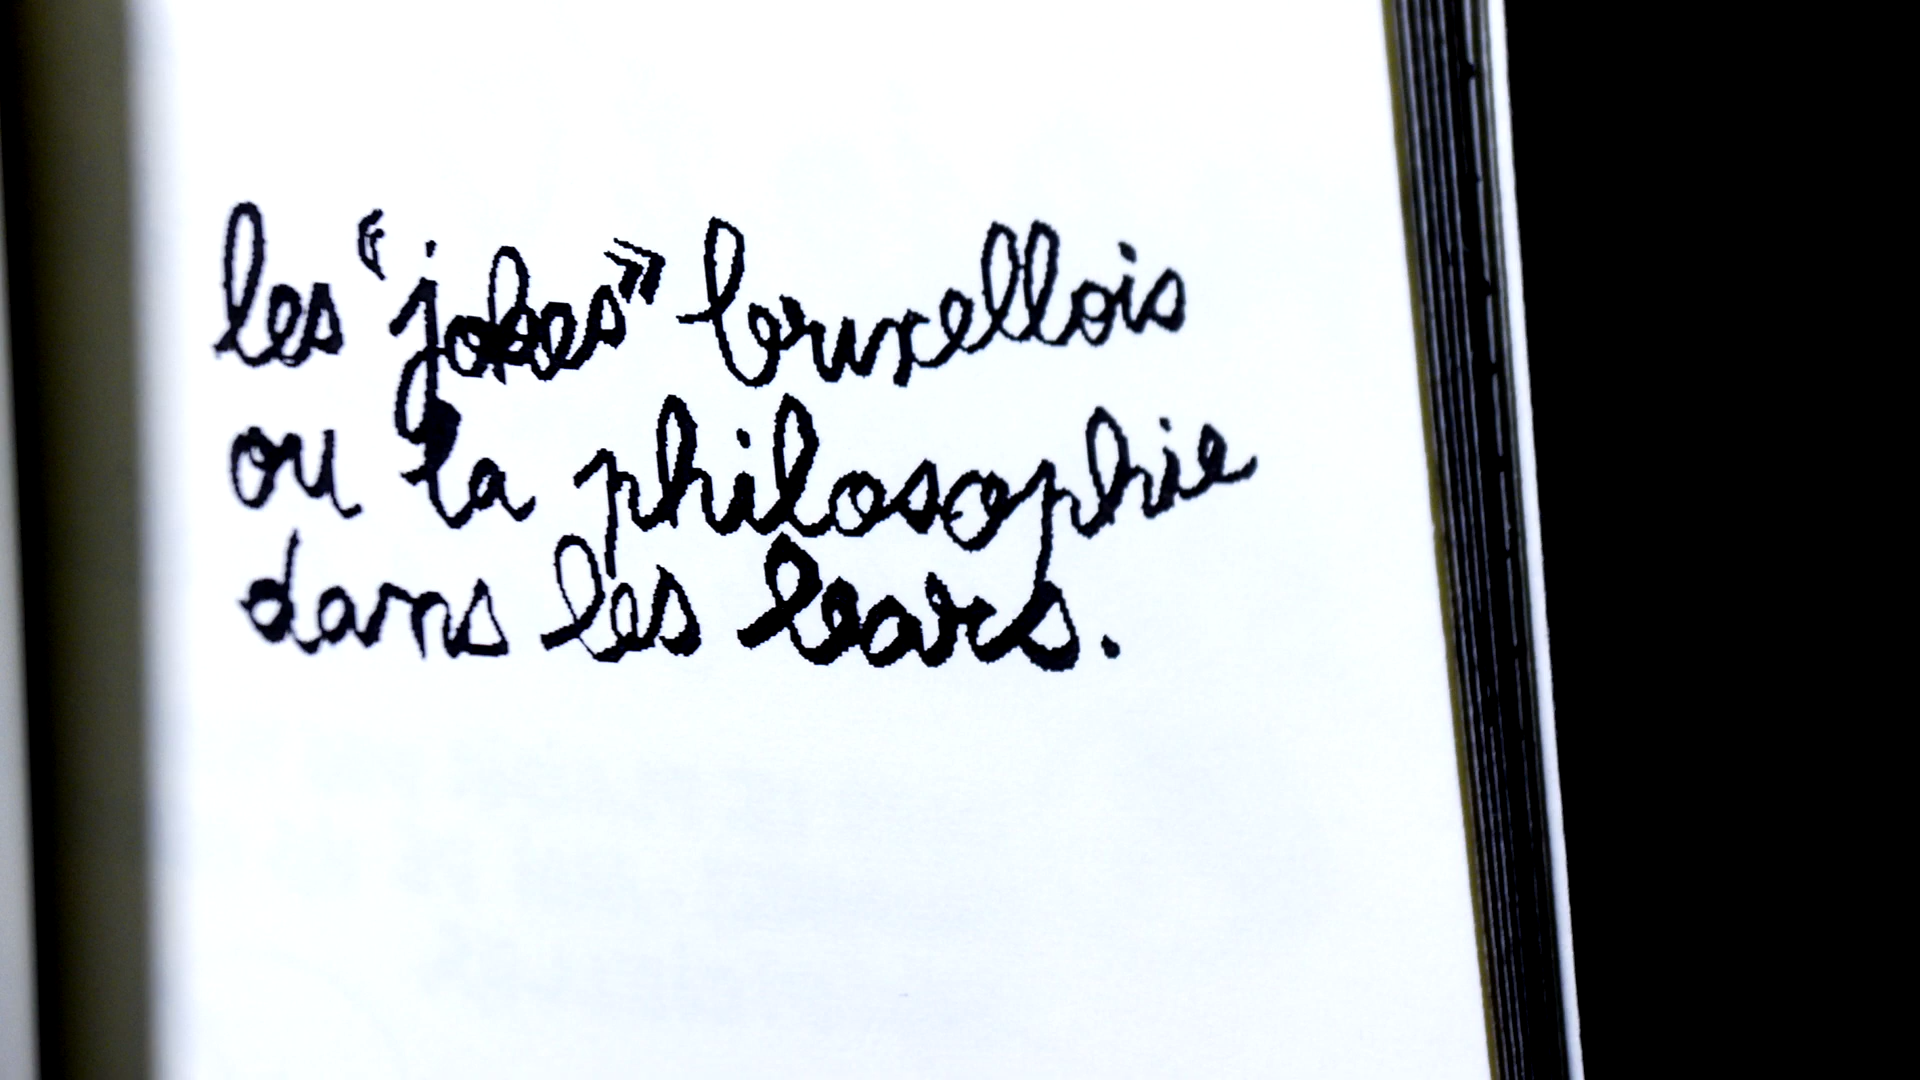 les "jokes" bruxellois
ou la philosophie
dans les bars.